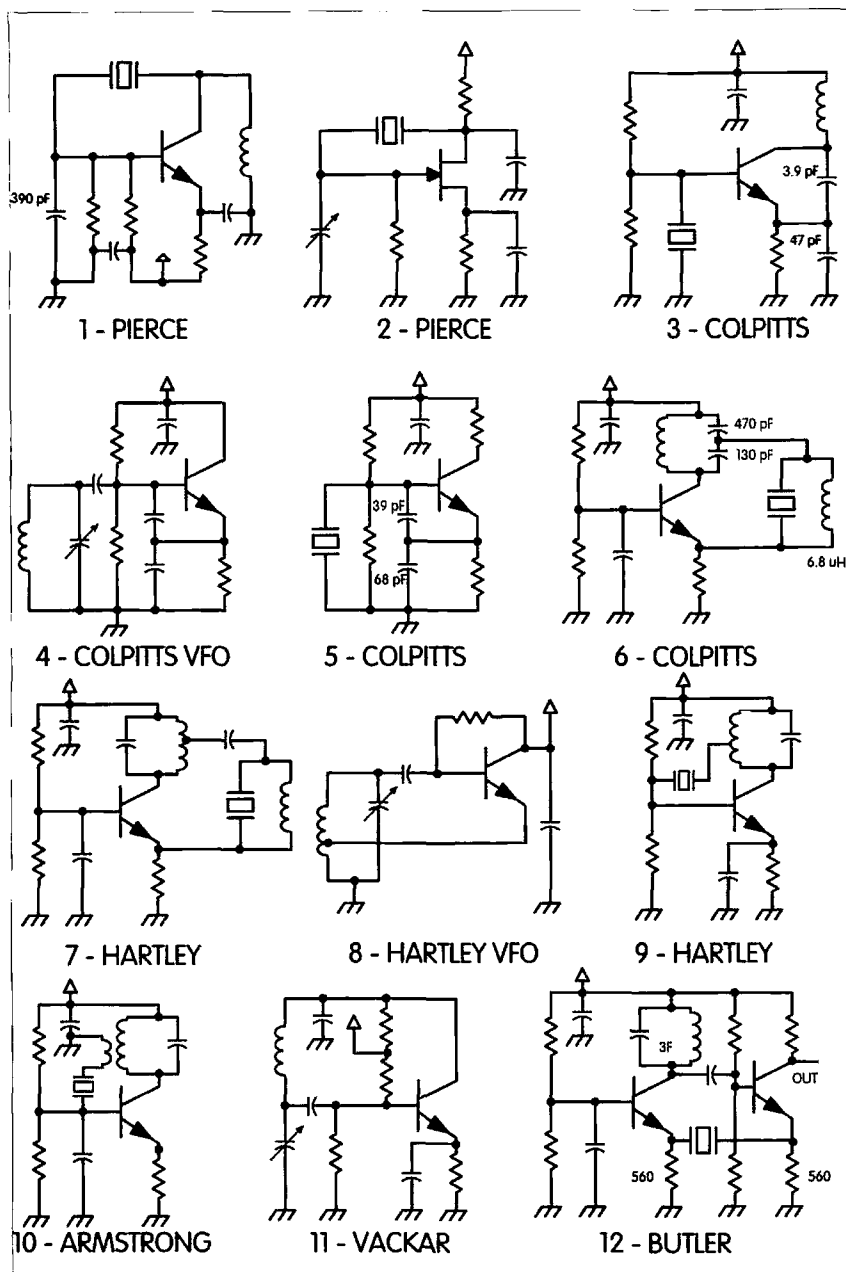 390 pF
1 - PIERCE
2 - PIERCE
3.9 pF
47 pF
3 - COLPITTS
4 - COLPITTS VFO
39 pF
68 pF
5 - COLPITTS
470 pF
130 pF
6.8 uH
6 - COLPITTS
7 - HARTLEY
8 - HARTLEY VFO
9 - HARTLEY
10 - ARMSTRONG
11 - VACKAR
3F
OUT
560
560
12 - BUTLER